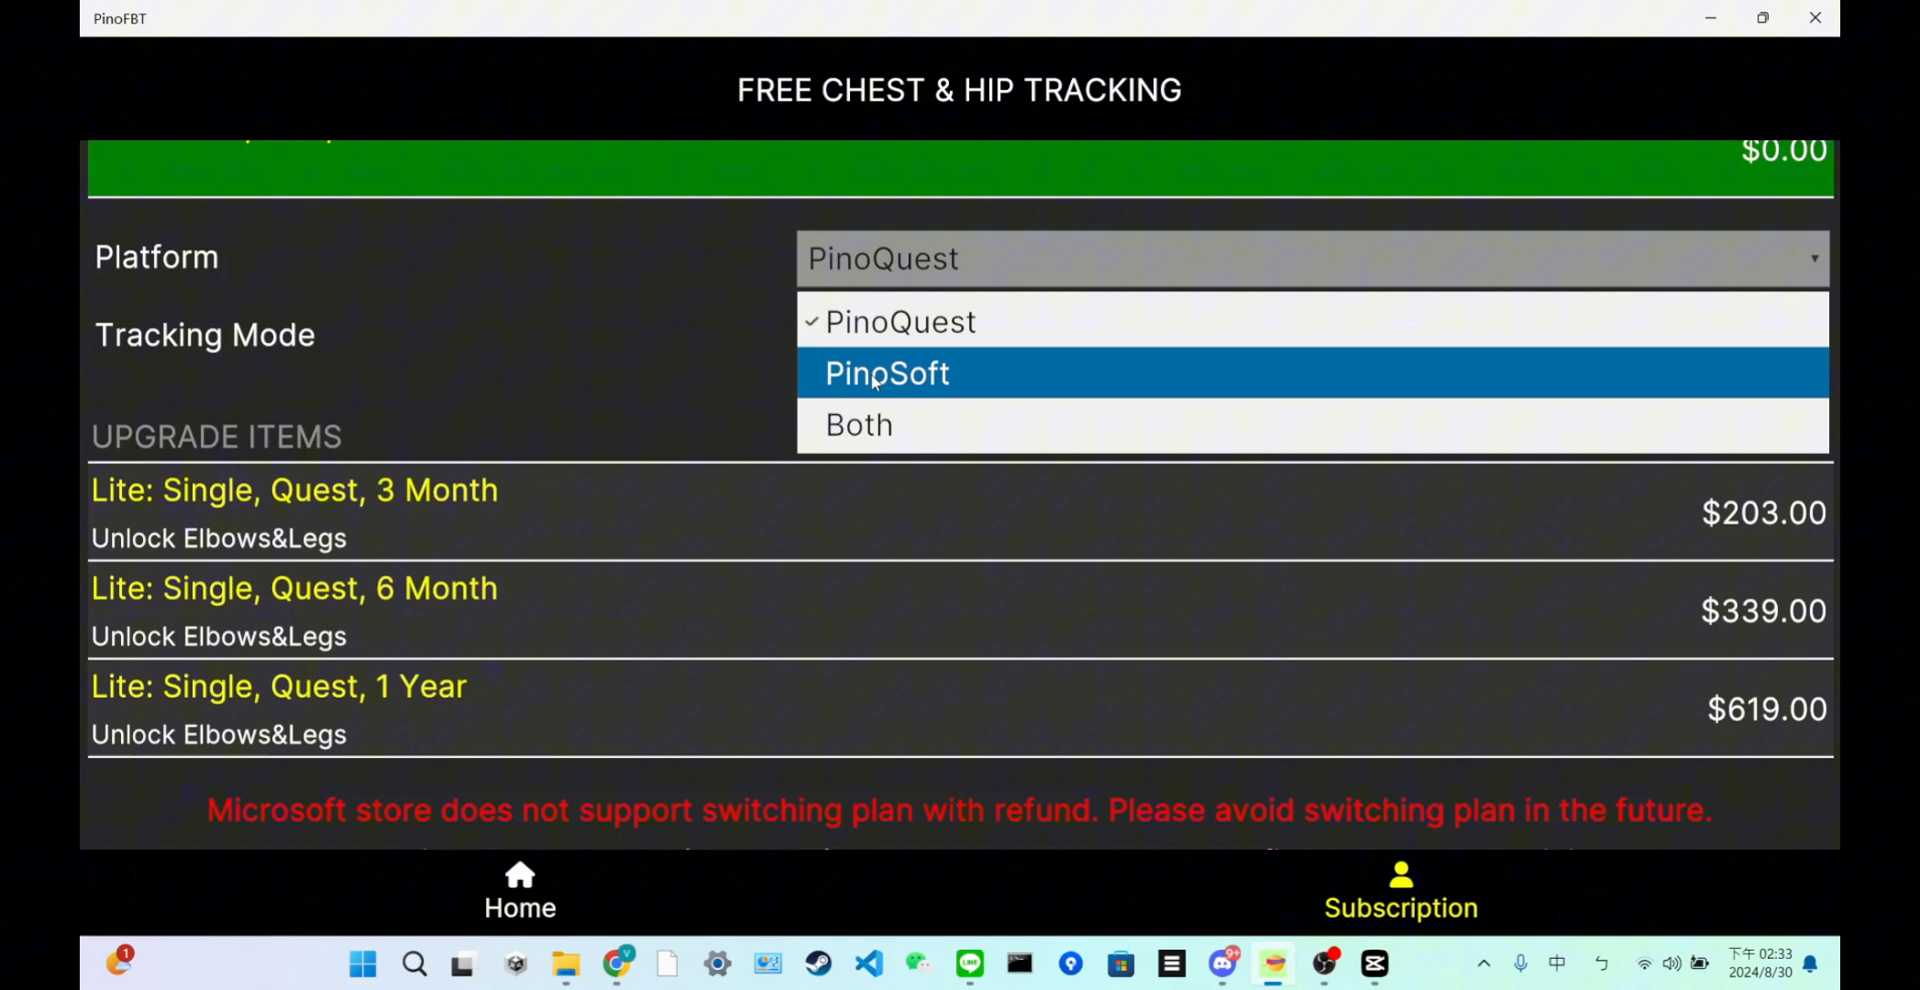 PinoFBT
FREE CHEST & HIP TRACKING
$0.00
Platform
PinoQuest
Tracking Mode
PinoQuest
PinoSoft
Both
UPGRADE ITEMS
Lite: Single, Quest, 3 Month
Unlock Elbows&Legs
$203.00
Lite: Single, Quest, 6 Month
Unlock Elbows&Legs
$339.00
Lite: Single, Quest, 1 Year
Unlock Elbows&Legs
$619.00
Microsoft store does not support switching plan with refund. Please avoid switching plan in the future.
Home
Subscription
1
V
LINE
9+
中
ㄅ
下午 02:33
2024/8/30